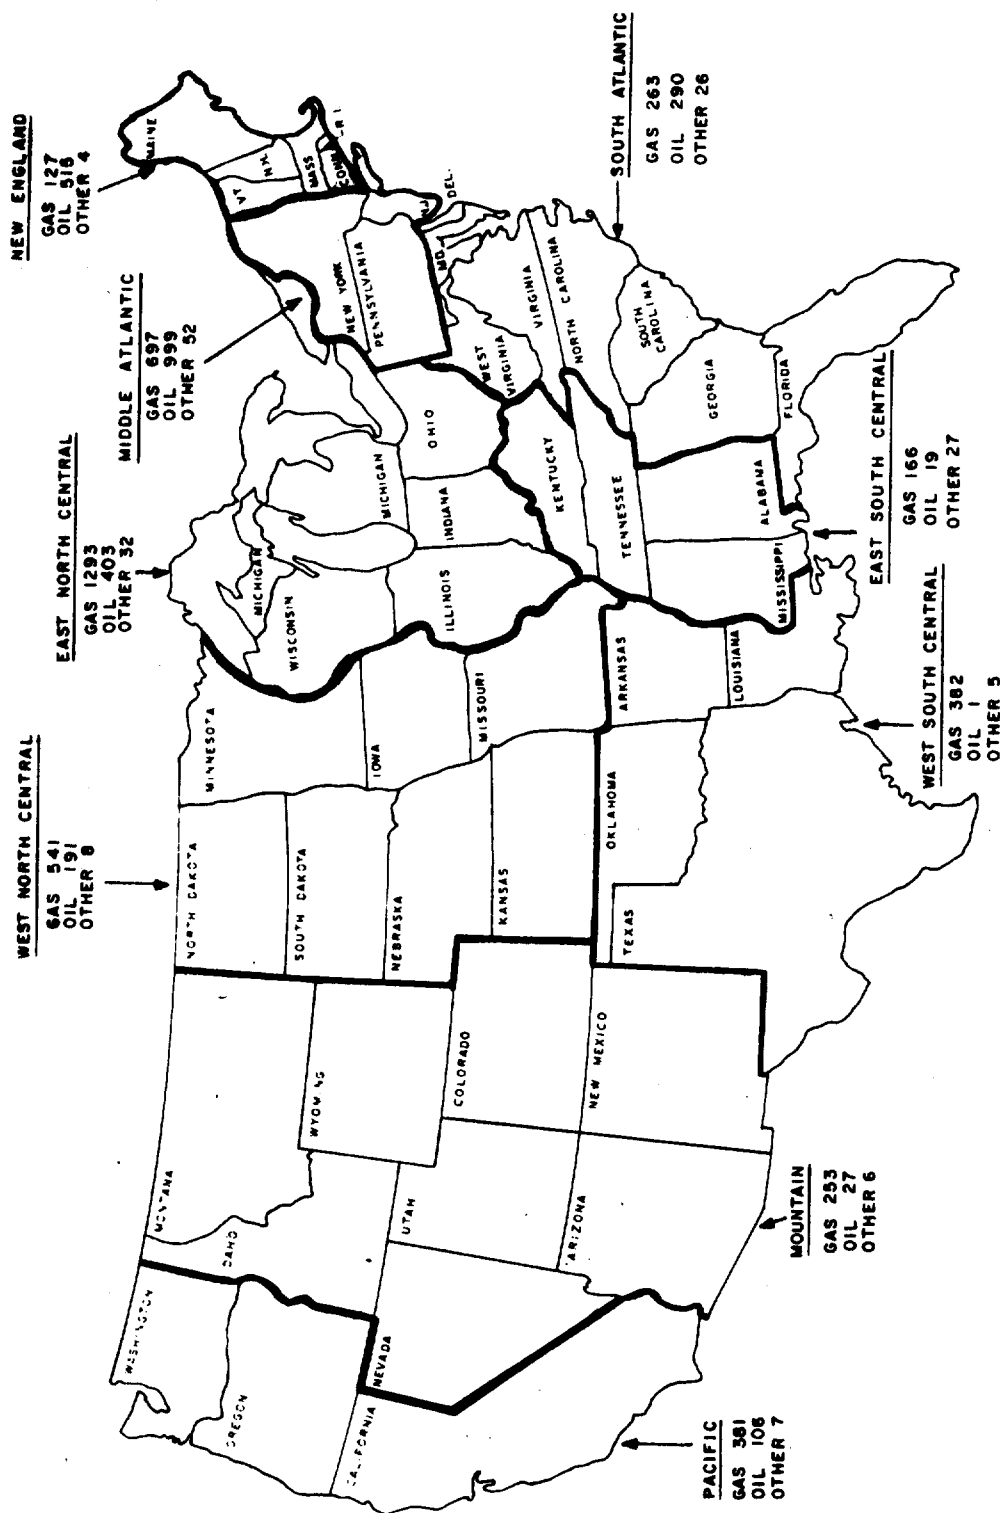 NEW ENGLAND
GAS 127
OIL 516
OTHER 4
MIDDLE ATLANTIC
GAS 697
OIL 999
OTHER 52
EAST NORTH CENTRAL
GAS 1293
OIL 403
OTHER 32
WEST NORTH CENTRAL
GAS 541
OIL 191
OTHER 8
SOUTH ATLANTIC
GAS 263
OIL 290
OTHER 26
EAST SOUTH CENTRAL
GAS 166
OIL 19
OTHER 27
WEST SOUTH CENTRAL
GAS 382
OIL 1
OTHER 5
MOUNTAIN
GAS 253
OIL 27
OTHER 6
PACIFIC
GAS 381
OIL 106
OTHER 7
WASHINGTON
OREGON
CALIFORNIA
NEVADA
IDAHO
MONTANA
WYOMING
UTAH
COLORADO
ARIZONA
NEW MEXICO
NORTH DAKOTA
SOUTH DAKOTA
NEBRASKA
KANSAS
OKLAHOMA
TEXAS
MINNESOTA
IOWA
MISSOURI
ARKANSAS
LOUISIANA
WISCONSIN
MICHIGAN
MICHIGAN
ILLINOIS
INDIANA
OHIO
KENTUCKY
TENNESSEE
MISSISSIPPI
ALABAMA
GEORGIA
FLORIDA
SOUTH
CAROLINA
NORTH CAROLINA
VIRGINIA
WEST
VIRGINIA
MD.
DEL.
N.J.
PENNSYLVANIA
NEW YORK
VT
N.H.
MAINE
MASS
CONN
R I.